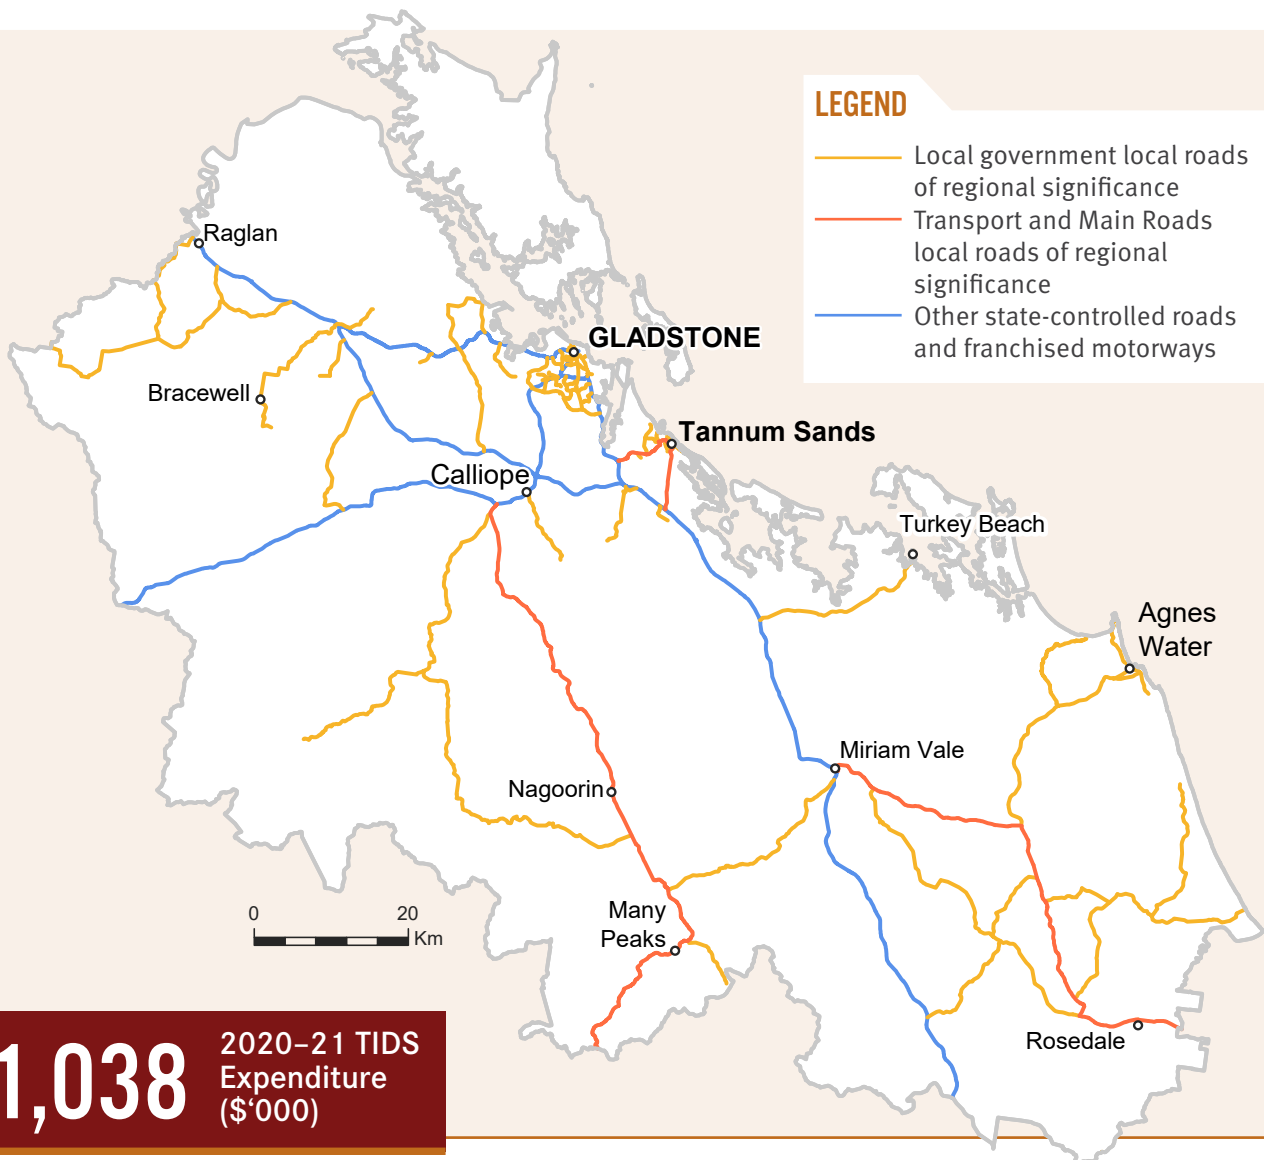 LEGEND
Local government local roads
of regional significance
Transport and Main Roads
local roads of regional
significance
Other state-controlled roads
and franchised motorways
Raglan
GLADSTONE
Bracewell
Tannum Sands
Calliope
Turkey Beach
Agnes
Water
Miriam Vale
Nagoorin
Many
Peaks
0 20
Km
Rosedale
1,038
2020–21 TIDS
Expenditure
($‘000)